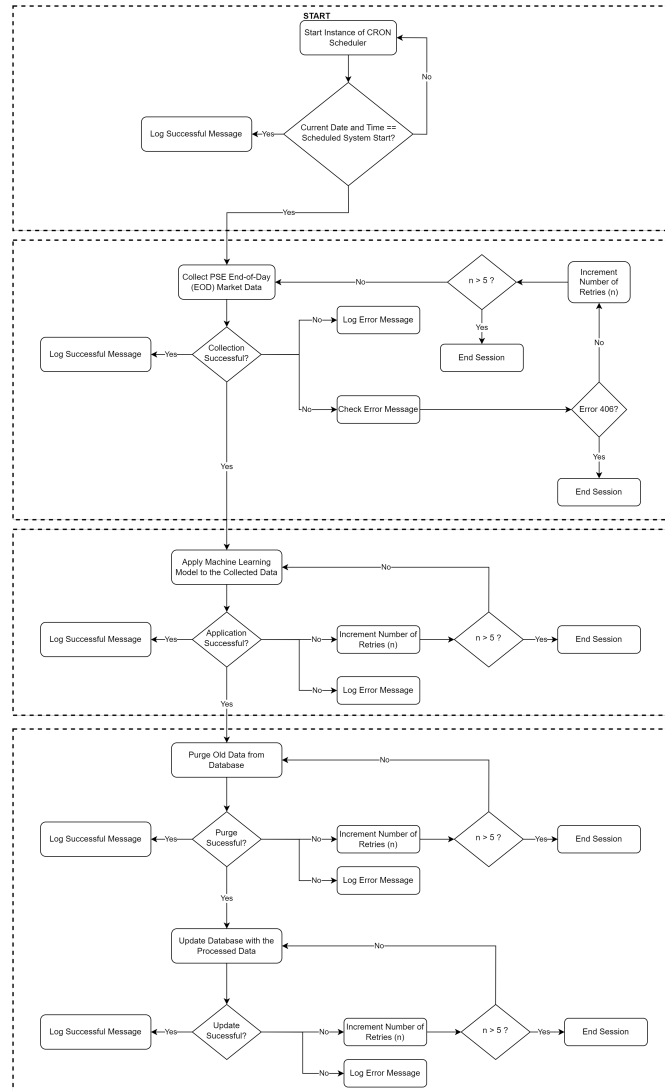 START
Start Instance of CRON
Scheduler
No
Current Date and Time ==
Scheduled System Start?
Yes
Log Successful Message
Yes
Collect PSE End-of-Day
(EOD) Market Data
No
n > 5 ?
Increment
Number of
Retries (n)
No
Log Error Message
Yes
No
Collection
Successful?
Yes
Log Successful Message
End Session
No
Check Error Message
Error 406?
Yes
Yes
End Session
Apply Machine Learning
Model to the Collected Data
No
Log Successful Message
Yes
Application
Successful?
No
Increment Number of
Retries (n)
n > 5 ?
Yes
End Session
No
Log Error Message
Yes
Purge Old Data from
Database
No
Log Successful Message
Yes
Purge
Sucessful?
No
Increment Number of
Retries (n)
n > 5 ?
Yes
End Session
No
Log Error Message
Yes
Update Database with the
Processed Data
No
Log Successful Message
Yes
Update
Sucessful?
No
Increment Number of
Retries (n)
n > 5 ?
Yes
End Session
No
Log Error Message